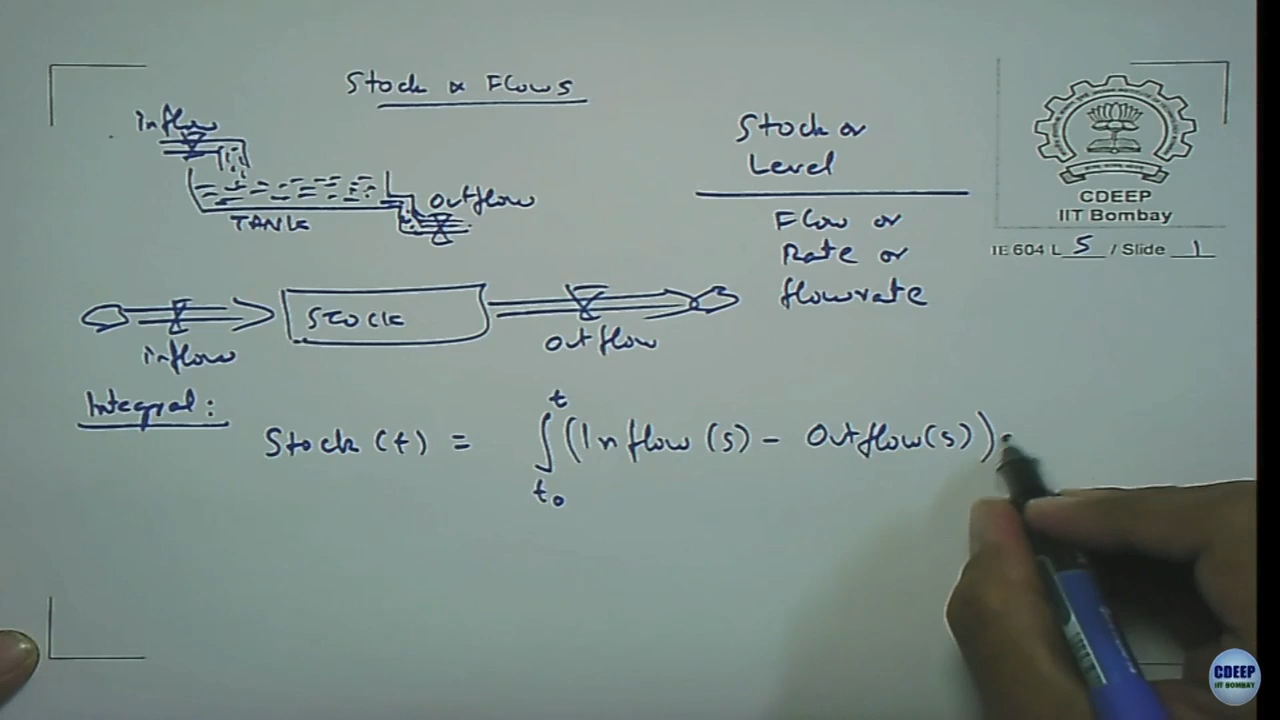 Stock & Flows
inflow
outflow
TANK
Stock or
Level
Flow or
Rate or
flowrate
CDEEP
IIT Bombay
IE 604 L 5 / Slide 1
STOCK
inflow
outflow
Integral:
Stock (t) = ∫ t t₀ (Inflow (s) - Outflow(s))
CDEEP
IIT BOMBAY